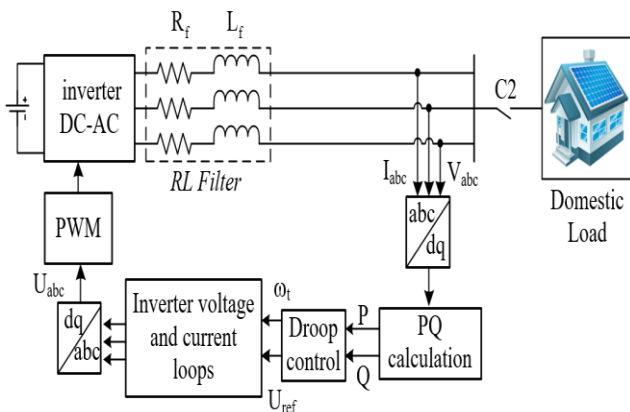 R_f
L_f
inverter
DC-AC
RL Filter
C2
I_abc
V_abc
Domestic
Load
abc
dq
PWM
U_abc
dq
abc
Inverter voltage
and current
loops
ω_t
U_ref
Droop
control
P
Q
PQ
calculation